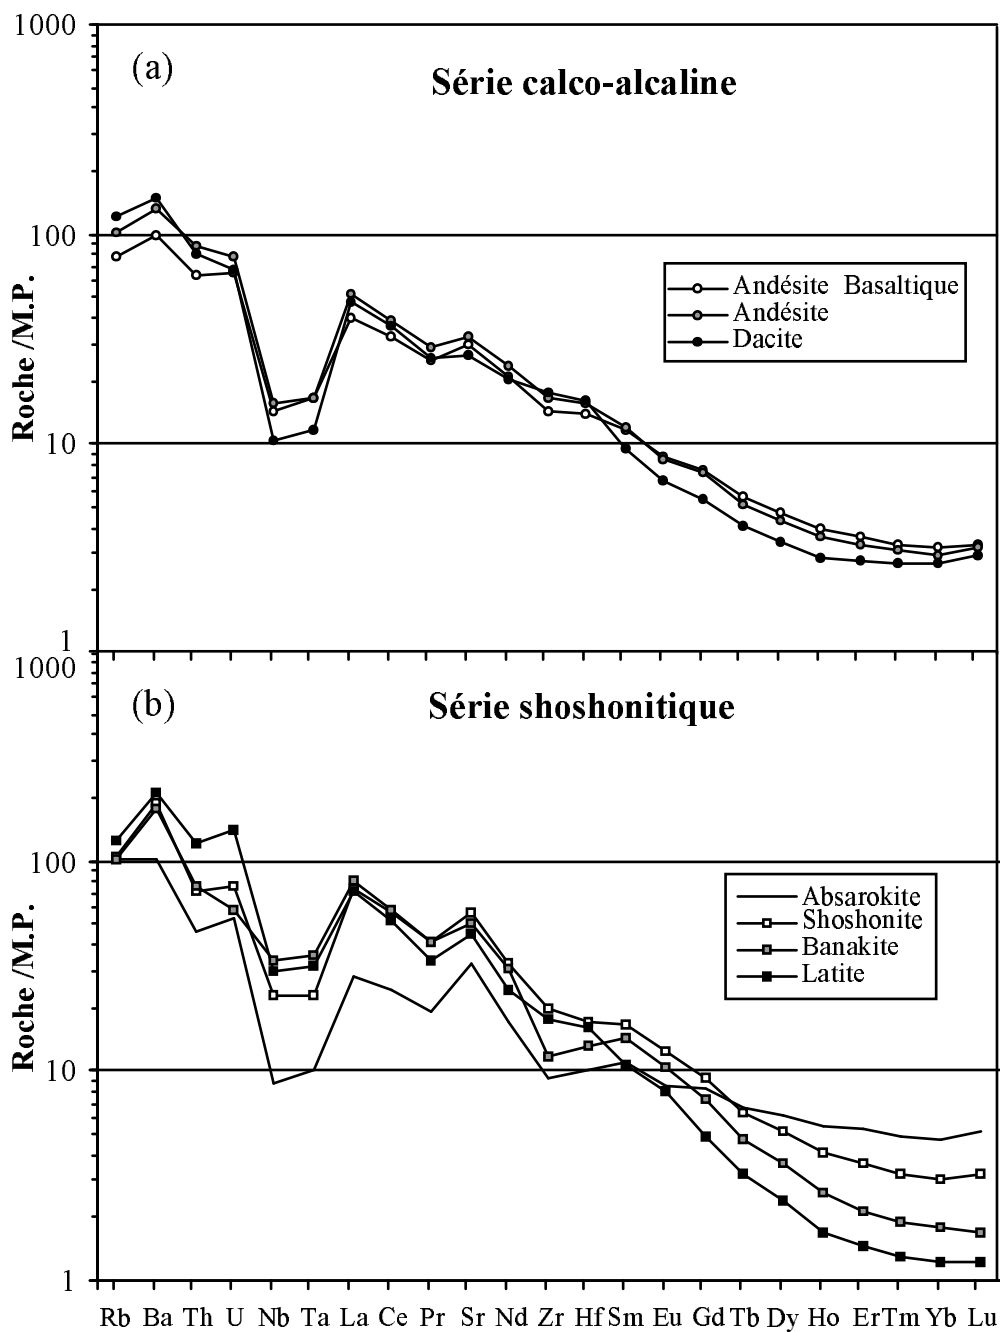 1000
(a)
Série calco-alcaline
100
Andésite Basaltique
Andésite
Dacite
Roche /M.P.
10
1
1000
(b)
Série shoshonitique
100
Absarokite
Shoshonite
Banakite
Latite
Roche /M.P.
10
1
Rb Ba Th U Nb Ta La Ce Pr Sr Nd Zr Hf Sm Eu Gd Tb Dy Ho Er Tm Yb Lu